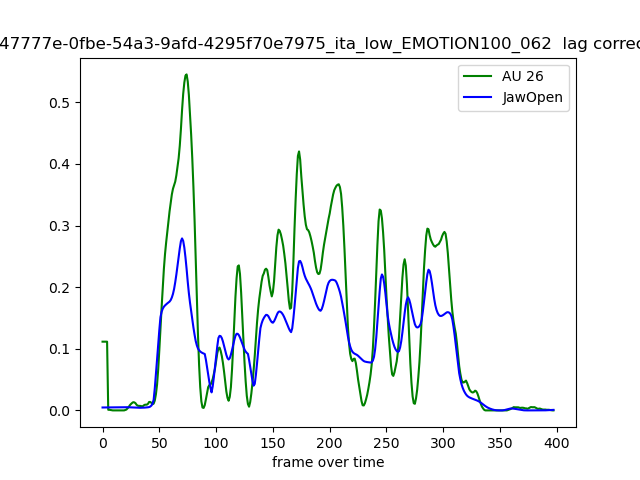 47777e-0fbe-54a3-9afd-4295f70e7975_ita_low_EMOTION100_062 lag correc
AU 26
JawOpen
0.5
0.4
0.3
0.2
0.1
0.0
0 50 100 150 200 250 300 350 400
frame over time